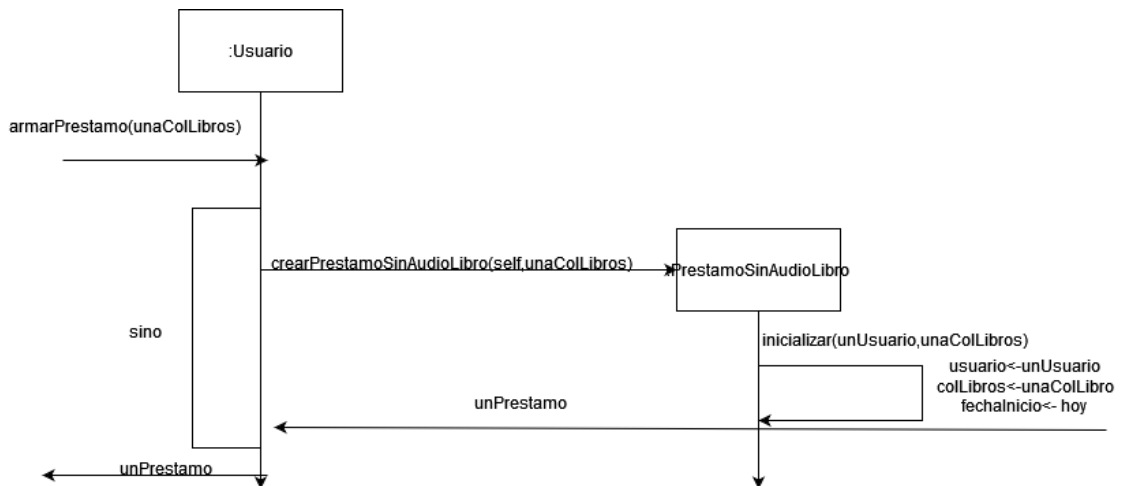 :Usuario
armarPrestamo(unaColLibros)
crearPrestamoSinAudioLibro(self,unaColLibros)
:PrestamoSinAudioLibro
sino
inicializar(unUsuario,unaColLibros)
usuario<-unUsuario
colLibros<-unaColLibro
fechaInicio<- hoy
unPrestamo
unPrestamo